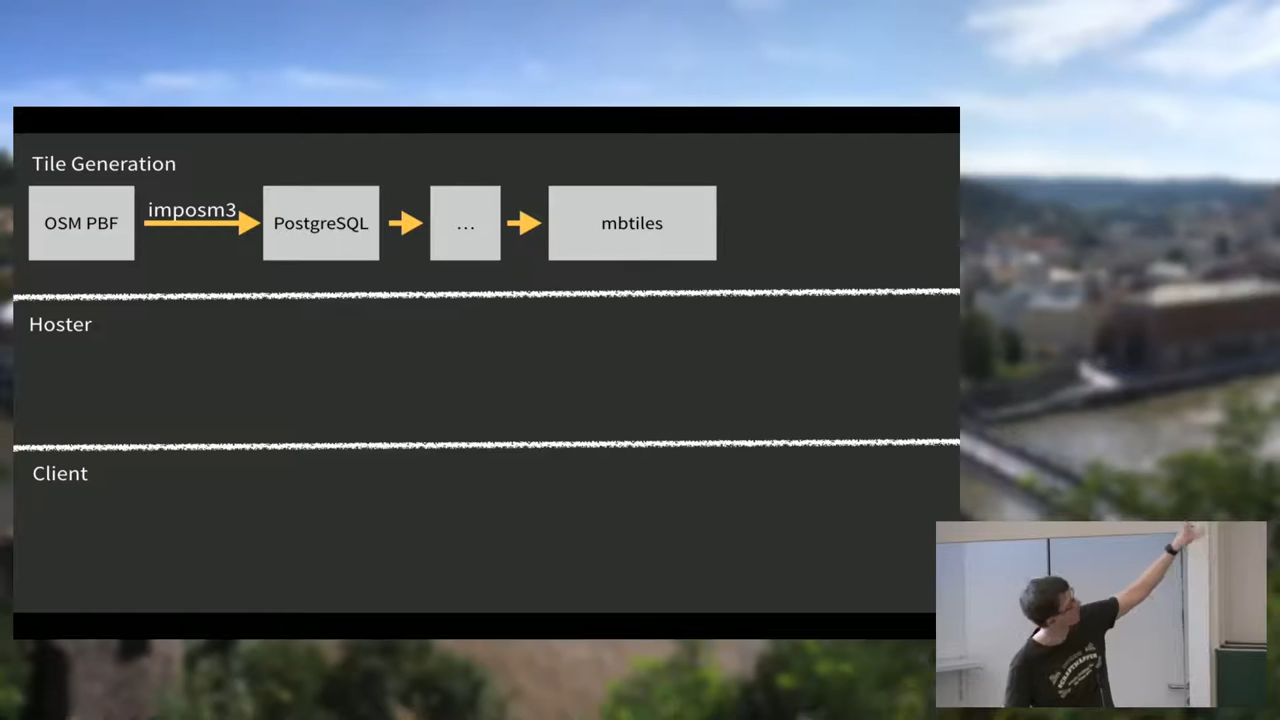 Tile Generation
OSM PBF
imposm3
PostgreSQL
...
mbtiles
Hoster
Client